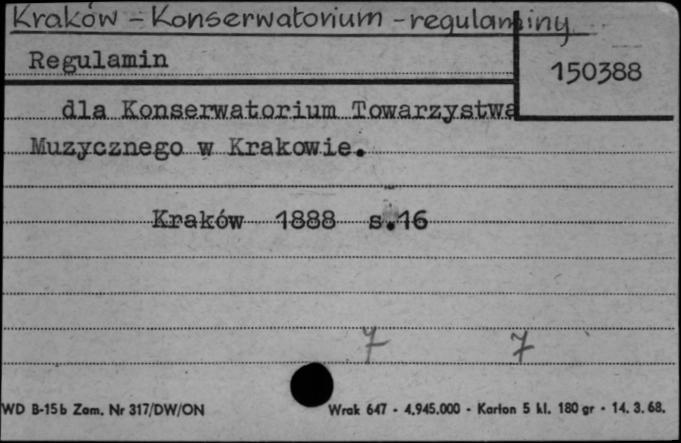 Kraków - Konserwatorium - regulaminy
Regulamin
150388
dla Konserwatorium Towarzystwa
Muzycznego w Krakowie.
Kraków 1888 s.16
7 7
WD B-15b Zam. Nr 317/DW/ON Wrak 647 - 4.945.000 - Karton 5 kl. 180 gr - 14. 3. 68.